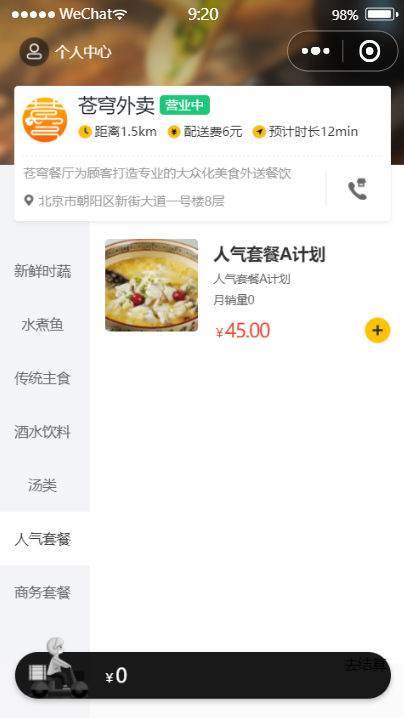 WeChat 9:20 98%
个人中心
苍穹外卖 营业中
距离1.5km 配送费6元 预计时长12min
苍穹餐厅为顾客打造专业的大众化美食外送餐饮
北京市朝阳区新街大道一号楼8层
新鲜时蔬
水煮鱼
传统主食
酒水饮料
汤类
人气套餐
商务套餐
人气套餐A计划
人气套餐A计划
月销量0
¥45.00
¥0
去结算